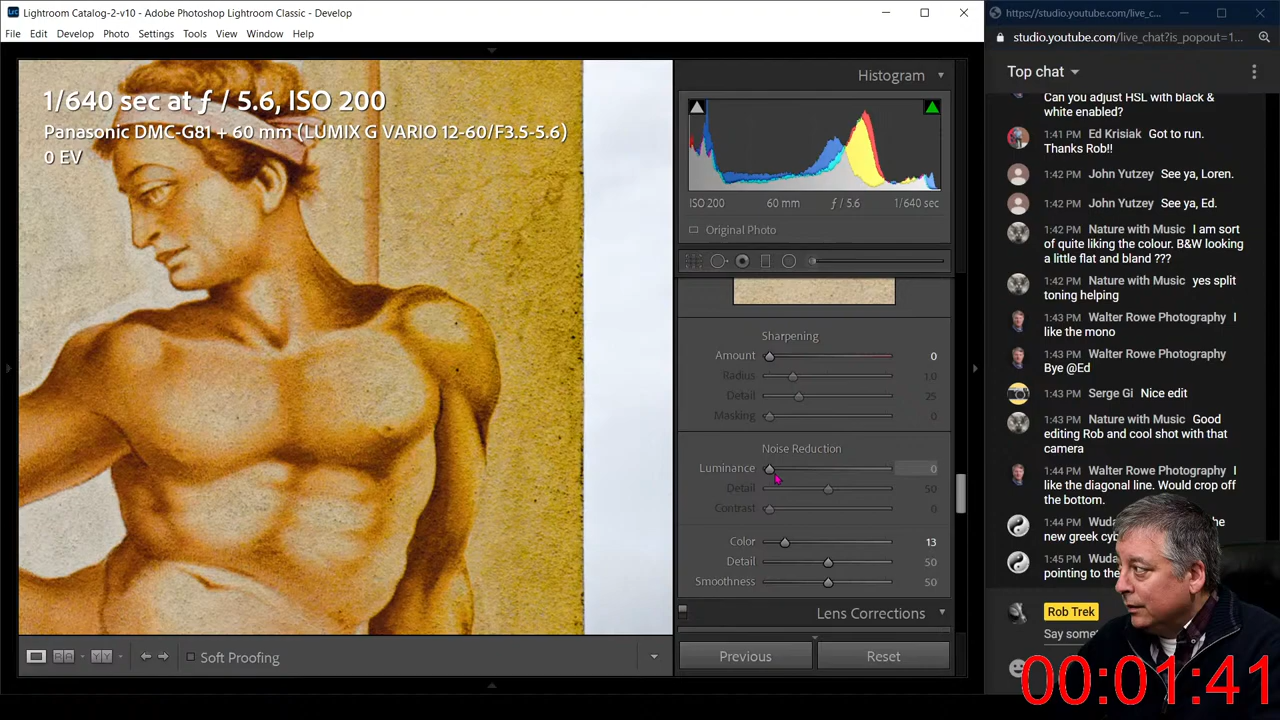 Lightroom Catalog-2-v10 - Adobe Photoshop Lightroom Classic - Develop
File Edit Develop Photo Settings Tools View Window Help
1/640 sec at ƒ / 5.6, ISO 200
Panasonic DMC-G81 + 60 mm (LUMIX G VARIO 12-60/F3.5-5.6)
0 EV
Histogram
ISO 200 60 mm ƒ / 5.6 1/640 sec
Original Photo
Sharpening
Amount 0
Radius 1.0
Detail 25
Masking 0
Noise Reduction
Luminance 0
Detail 50
Contrast 0
Color 13
Detail 50
Smoothness 50
Lens Corrections
Previous Reset
Soft Proofing
https://studio.youtube.com/live_c...
studio.youtube.com/live_chat?is_popout=1...
Top chat
Can you adjust HSL with black &
white enabled?
1:41 PM Ed Krisiak Got to run.
Thanks Rob!!
1:42 PM John Yutzey See ya, Loren.
1:42 PM John Yutzey See ya, Ed.
1:42 PM Nature with Music I am sort
of quite liking the colour. B&W looking
a little flat and bland ???
1:42 PM Nature with Music yes split
toning helping
1:43 PM Walter Rowe Photography I
like the mono
1:43 PM Walter Rowe Photography
Bye @Ed
1:43 PM Serge Gi Nice edit
1:43 PM Nature with Music Good
editing Rob and cool shot with that
camera
1:44 PM Walter Rowe Photography I
like the diagonal line. Would crop off
the bottom.
1:44 PM Wuda the
new greek cyb
1:45 PM Wuda
pointing to the
Rob Trek
Say somet
00:01:41